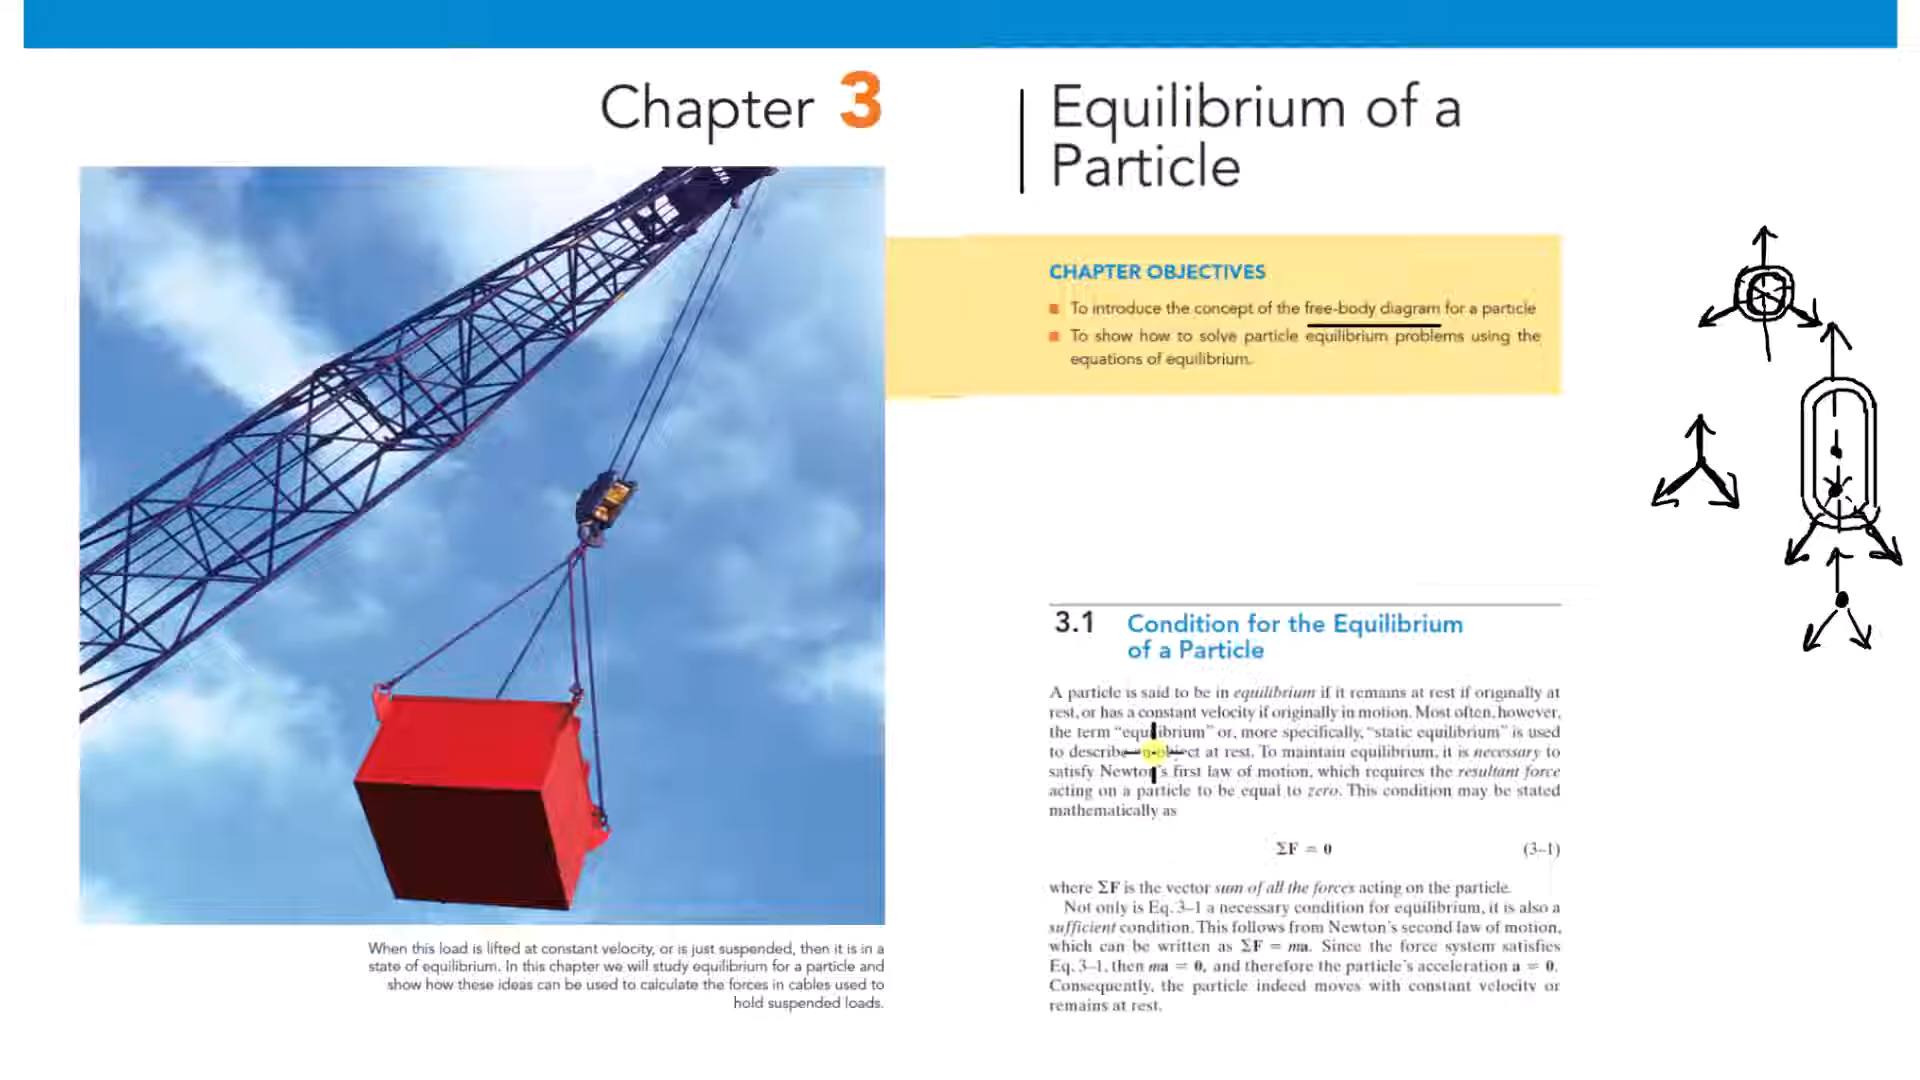 Chapter 3
Equilibrium of a
Particle
CHAPTER OBJECTIVES
To introduce the concept of the free-body diagram for a particle
To show how to solve particle equilibrium problems using the
equations of equilibrium.
3.1 Condition for the Equilibrium
of a Particle
A particle is said to be in equilibrium if it remains at rest if originally at
rest, or has a constant velocity if originally in motion. Most often, however,
the term “equilibrium” or, more specifically, “static equilibrium” is used
to describe object at rest. To maintain equilibrium, it is necessary to
satisfy Newton’s first law of motion, which requires the resultant force
acting on a particle to be equal to zero. This condition may be stated
mathematically as
ΣF = 0 (3–1)
where ΣF is the vector sum of all the forces acting on the particle.
Not only is Eq. 3–1 a necessary condition for equilibrium, it is also a
sufficient condition. This follows from Newton’s second law of motion,
which can be written as ΣF = ma. Since the force system satisfies
Eq. 3–1, then ma = 0, and therefore the particle’s acceleration a = 0.
Consequently, the particle indeed moves with constant velocity or
remains at rest.
When this load is lifted at constant velocity, or is just suspended, then it is in a
state of equilibrium. In this chapter we will study equilibrium for a particle and
show how these ideas can be used to calculate the forces in cables used to
hold suspended loads.